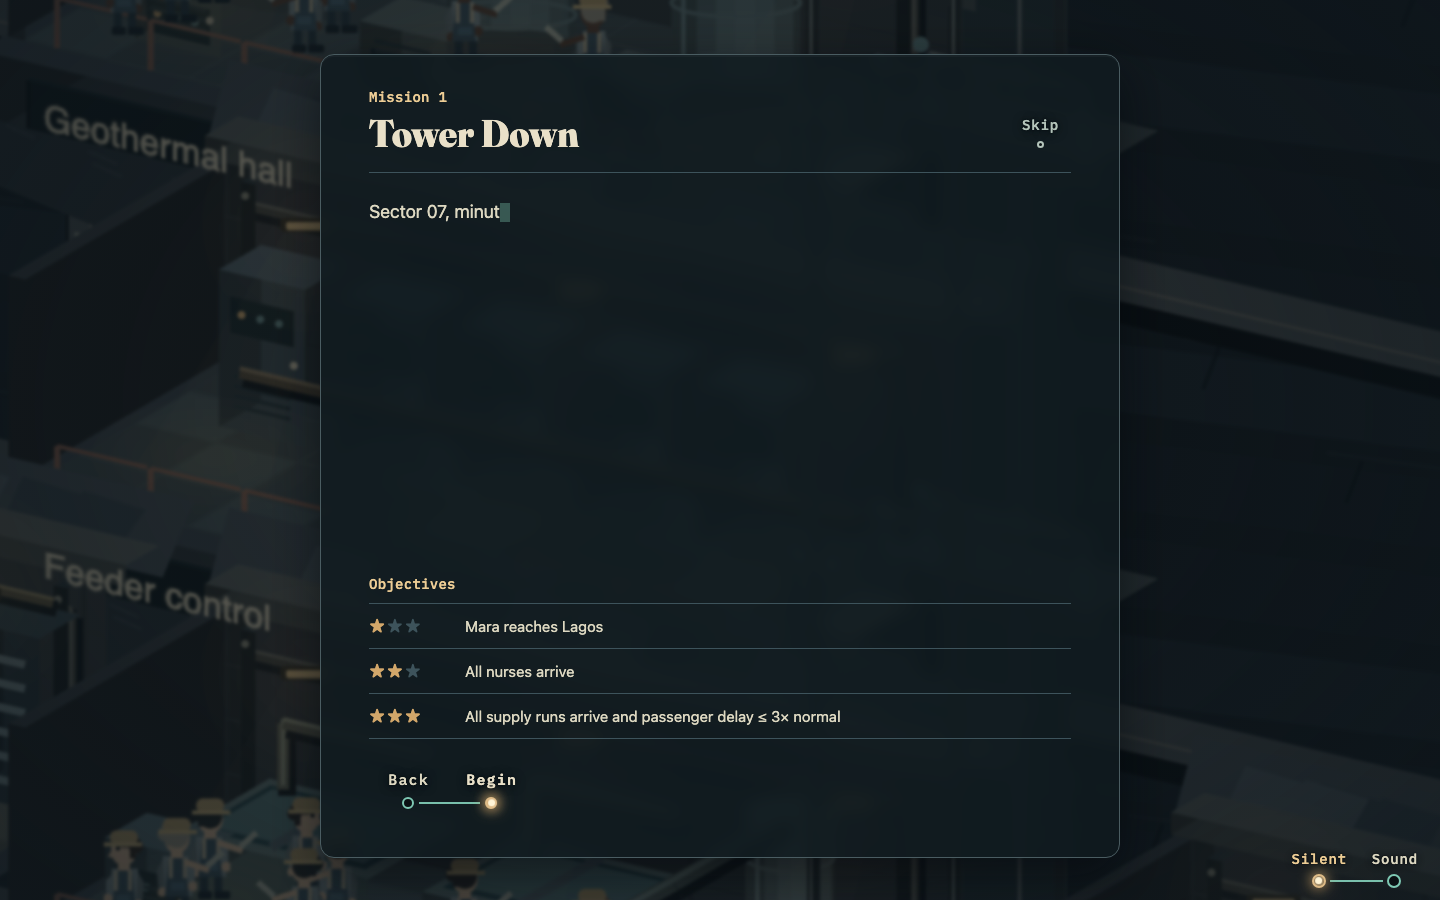 Geothermal hall
Feeder control
Mission 1
Tower Down
Skip
Sector 07, minut
Objectives
Mara reaches Lagos
All nurses arrive
All supply runs arrive and passenger delay ≤ 3× normal
Back
Begin
Silent
Sound